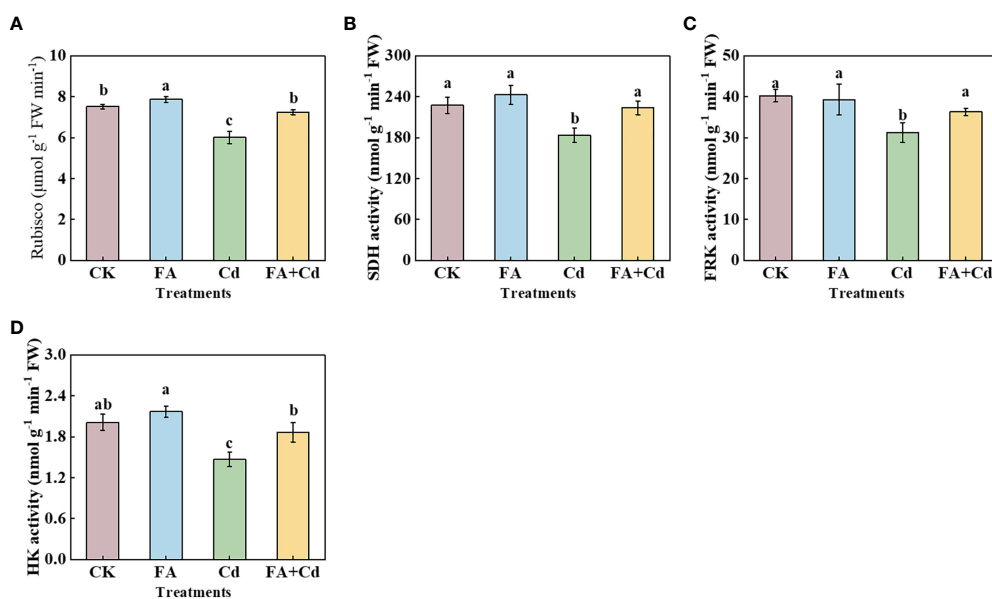 A
Rubisco (μmol g⁻¹ FW min⁻¹)
10
8
6
4
2
0
b
a
c
b
CK FA Cd FA+Cd
Treatments
B
SDH activity (nmol g⁻¹ min⁻¹ FW)
300
240
180
120
60
0
a
a
b
a
CK FA Cd FA+Cd
Treatments
C
FRK activity (nmol g⁻¹ min⁻¹ FW)
50
40
30
20
10
0
a
a
b
a
CK FA Cd FA+Cd
Treatments
D
HK activity (nmol g⁻¹ min⁻¹ FW)
3.0
2.4
1.8
1.2
0.6
0.0
ab
a
c
b
CK FA Cd FA+Cd
Treatments